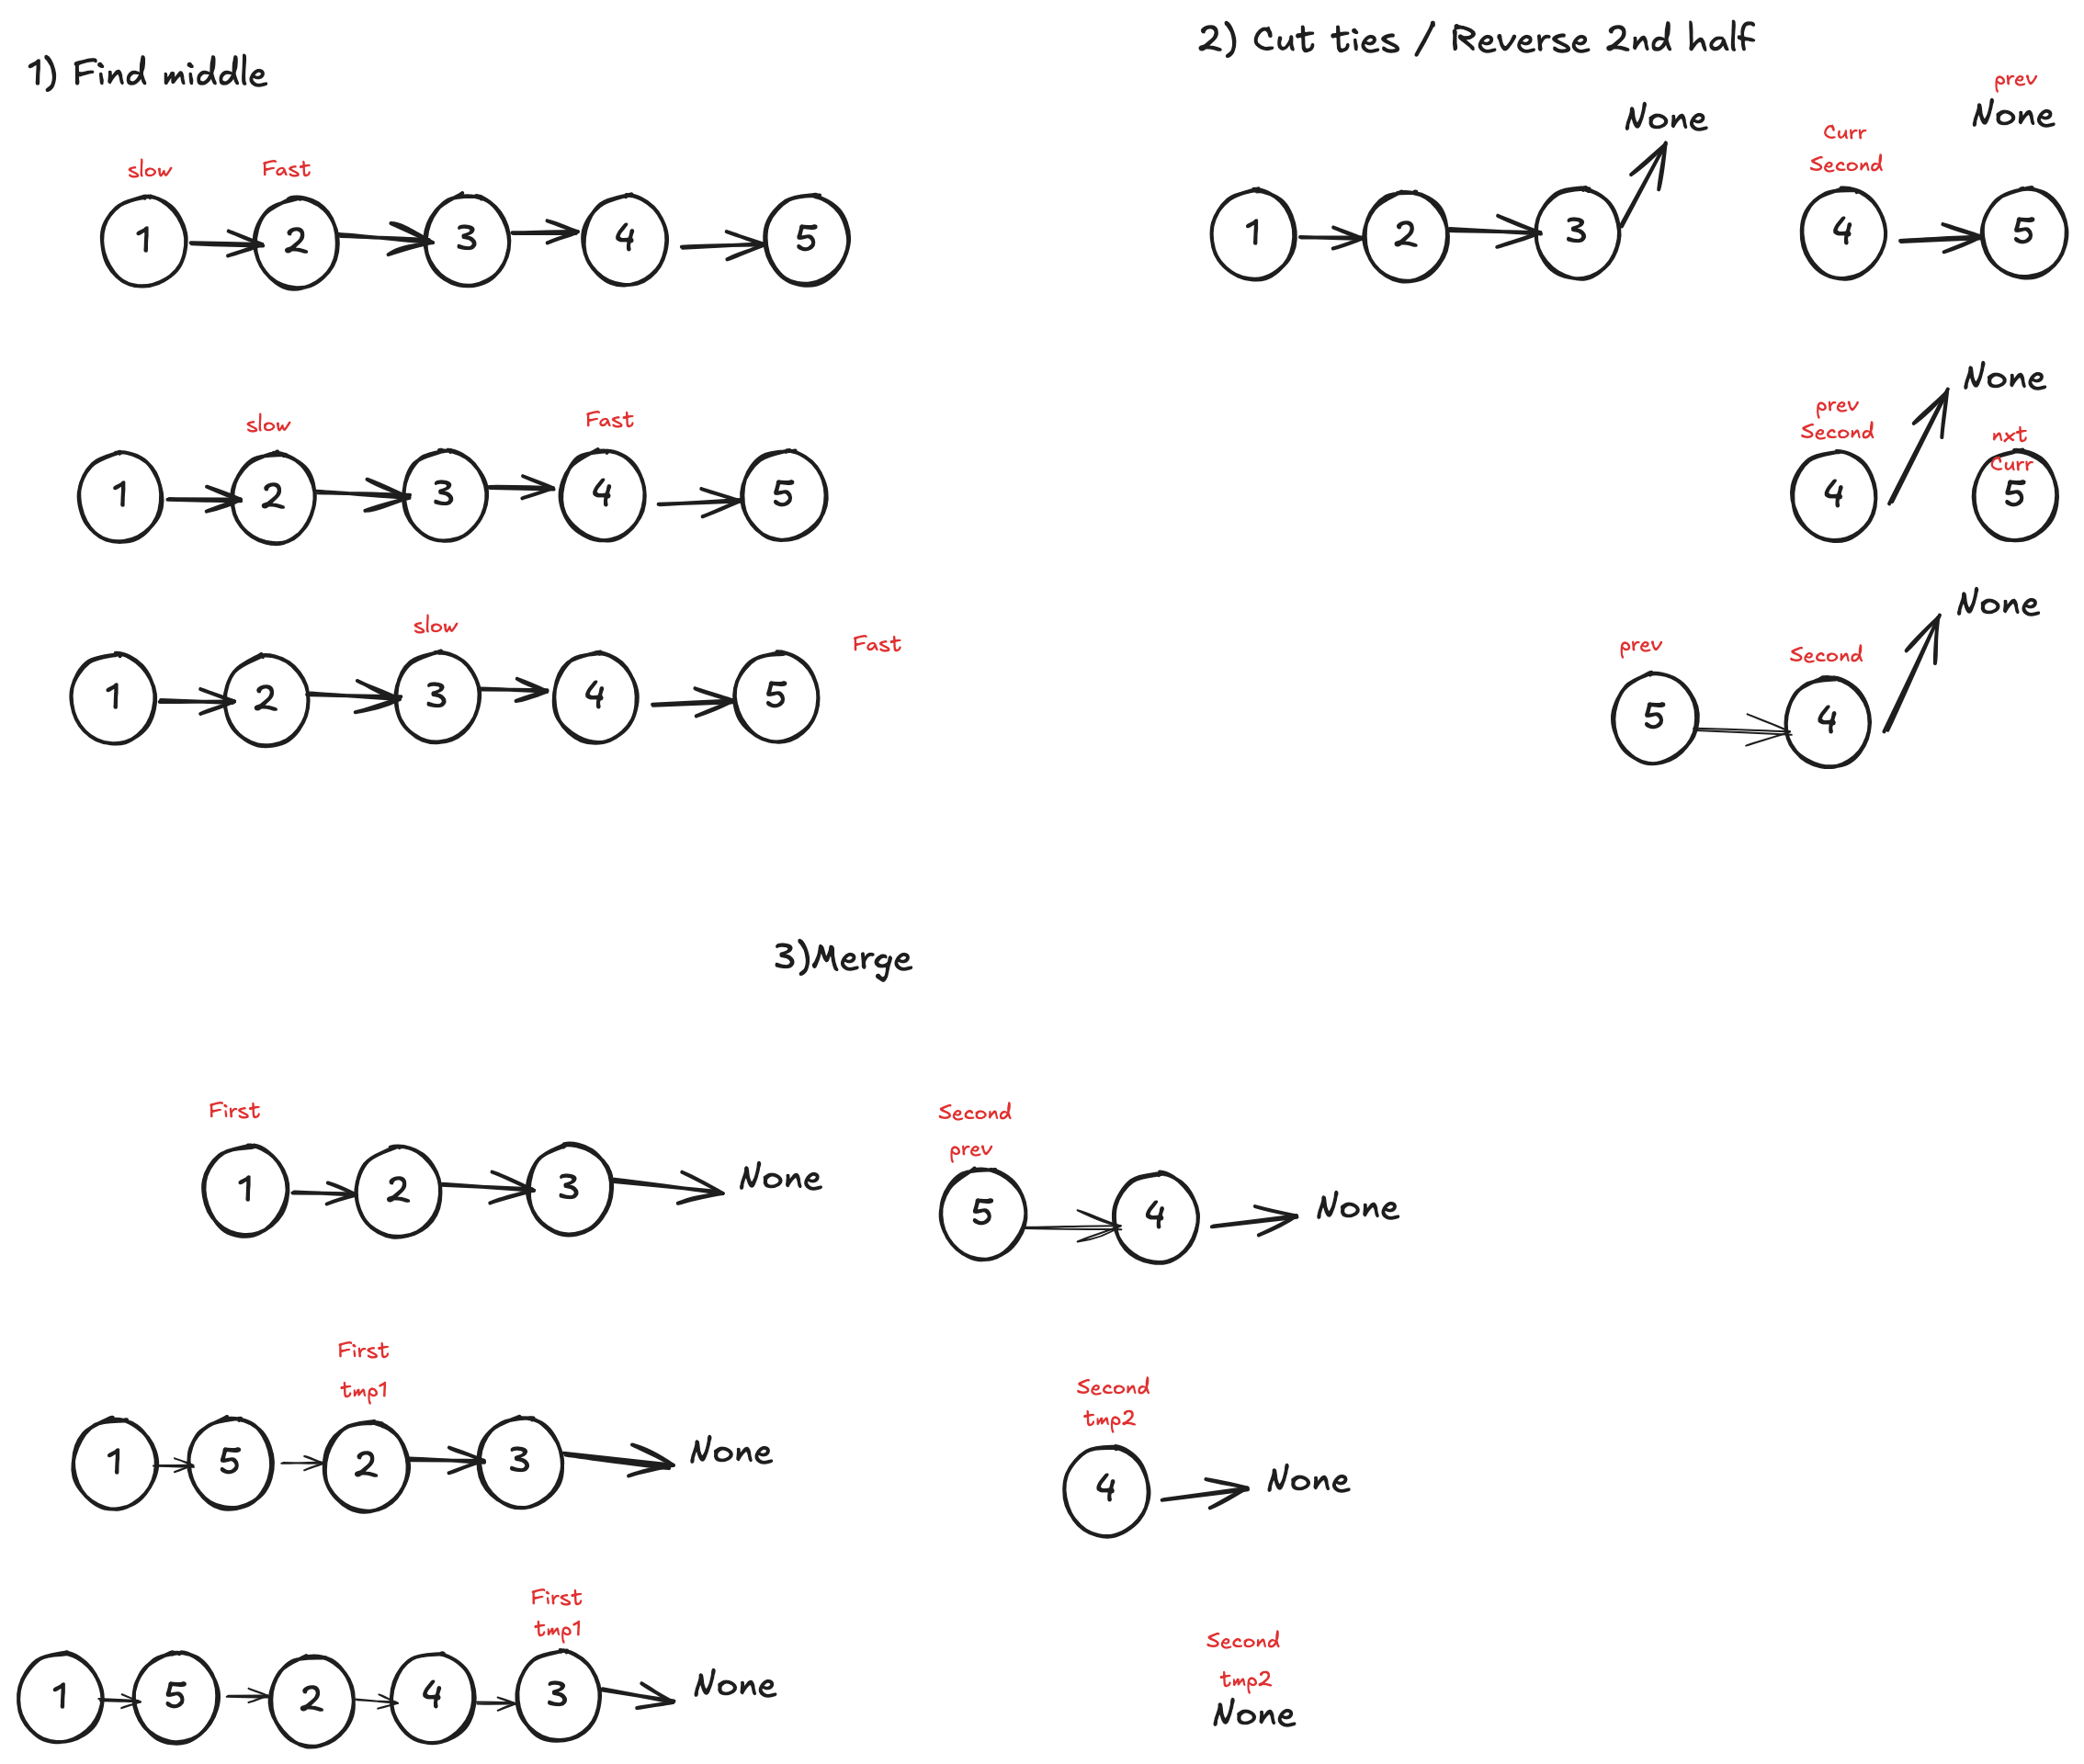 1) Find middle
slow Fast
1 2 3 4 5
slow Fast
1 2 3 4 5
slow Fast
1 2 3 4 5
2) Cut ties / Reverse 2nd half
prev
None None
Curr
Second
1 2 3 4 5
None
prev
Second nxt
Curr
4 5
None
prev Second
5 4
3)Merge
First Second
prev
1 2 3 None 5 4 None
First Second
tmp1 tmp2
1 5 2 3 None 4 None
First Second
tmp1 tmp2
1 5 2 4 3 None None